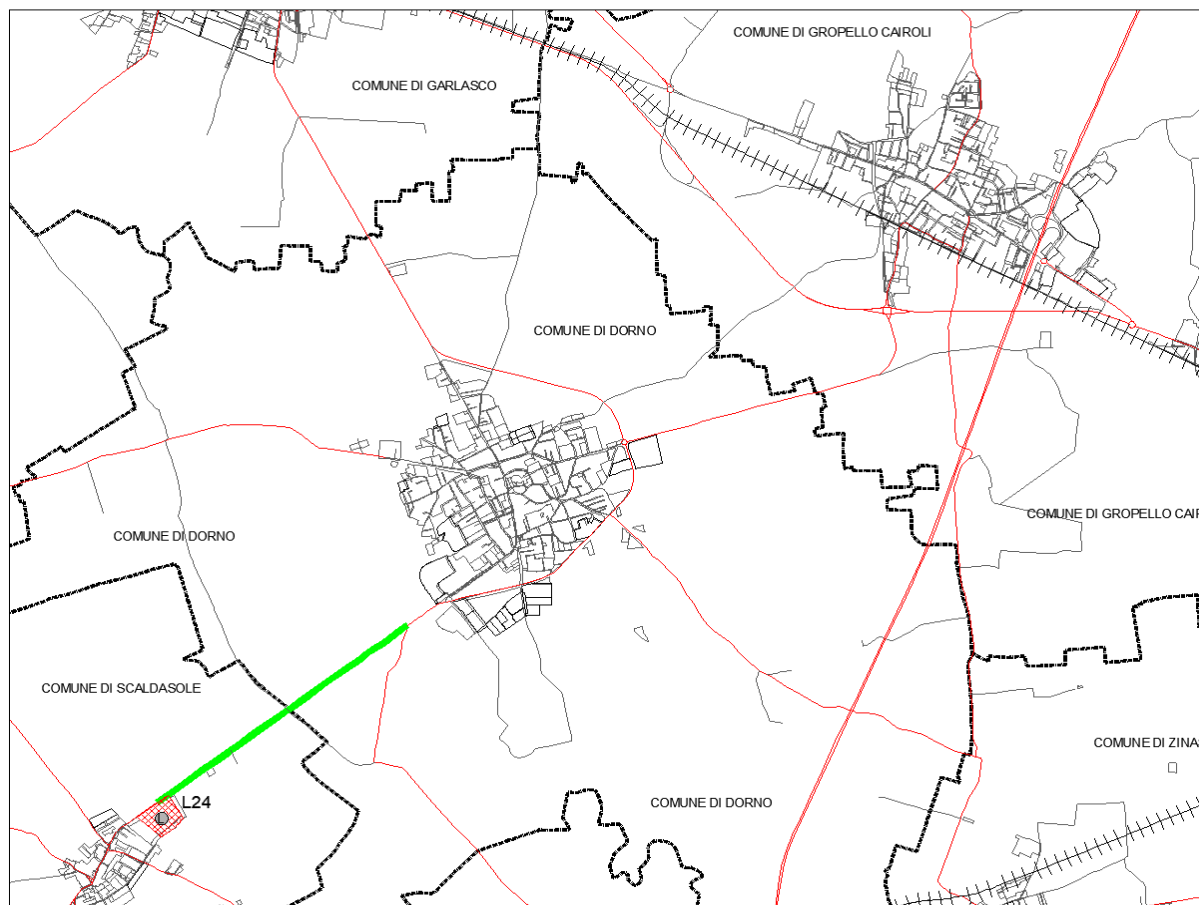 COMUNE DI GROPELLO CAIROLI
COMUNE DI GARLASCO
COMUNE DI DORNO
COMUNE DI GROPELLO CAIR
COMUNE DI DORNO
COMUNE DI SCALDASOLE
COMUNE DI ZINAS
COMUNE DI DORNO
L24